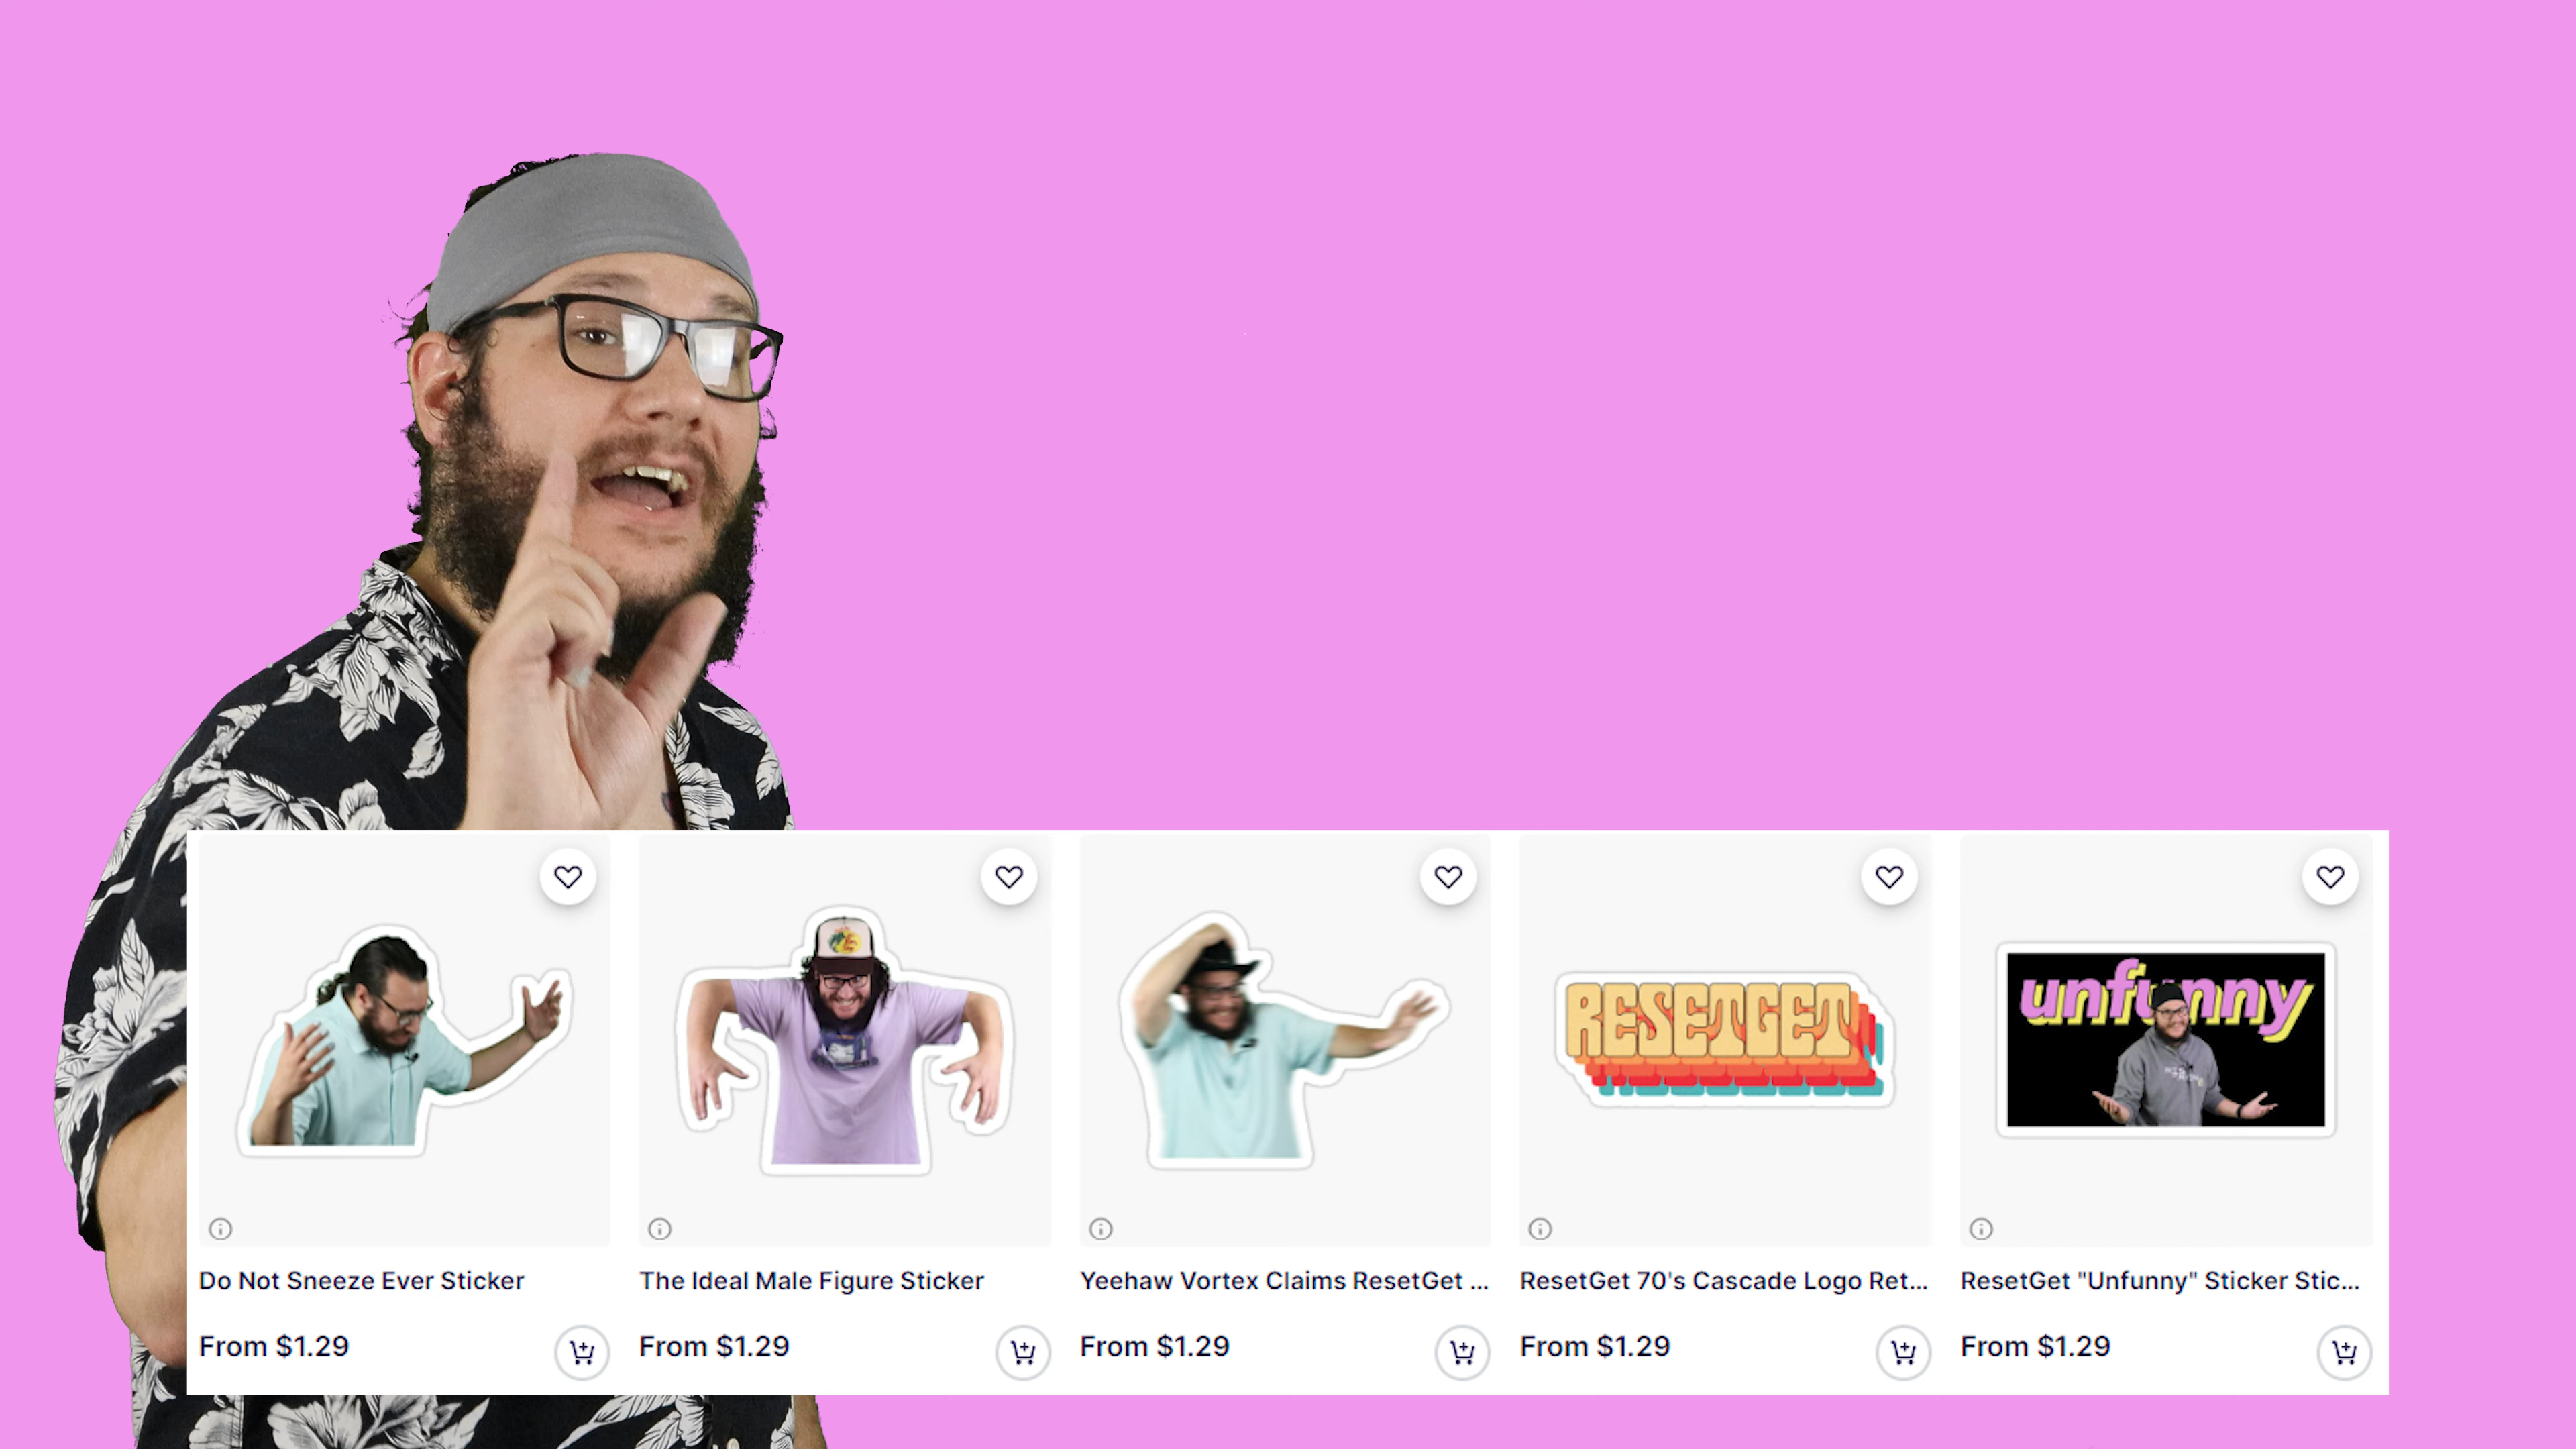 RESETGET
unfunny
Do Not Sneeze Ever Sticker
The Ideal Male Figure Sticker
Yeehaw Vortex Claims ResetGet ...
ResetGet 70's Cascade Logo Ret...
ResetGet "Unfunny" Sticker Stic...
From $1.29
From $1.29
From $1.29
From $1.29
From $1.29